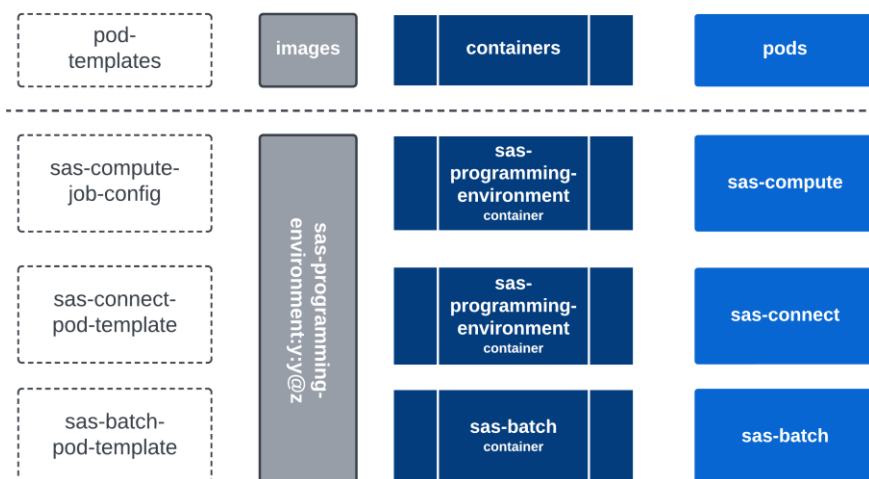 pod-
templates
images
containers
pods
sas-compute-
job-config
sas-programming-
environment:y:y@z
sas-
programming-
environment
container
sas-compute
sas-connect-
pod-template
sas-
programming-
environment
container
sas-connect
sas-batch-
pod-template
sas-batch
container
sas-batch